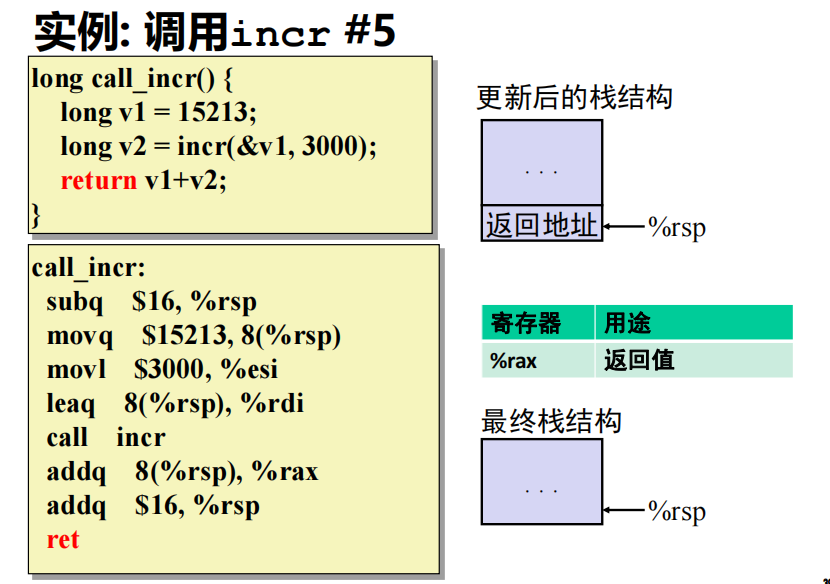 实例: 调用incr #5
long call_incr() {
long v1 = 15213;
long v2 = incr(&v1, 3000);
return v1+v2;
}
call_incr:
subq $16, %rsp
movq $15213, 8(%rsp)
movl $3000, %esi
leaq 8(%rsp), %rdi
call incr
addq 8(%rsp), %rax
addq $16, %rsp
ret
更新后的栈结构
. . .
返回地址 %rsp
寄存器 用途
%rax 返回值
最终栈结构
. . .
%rsp